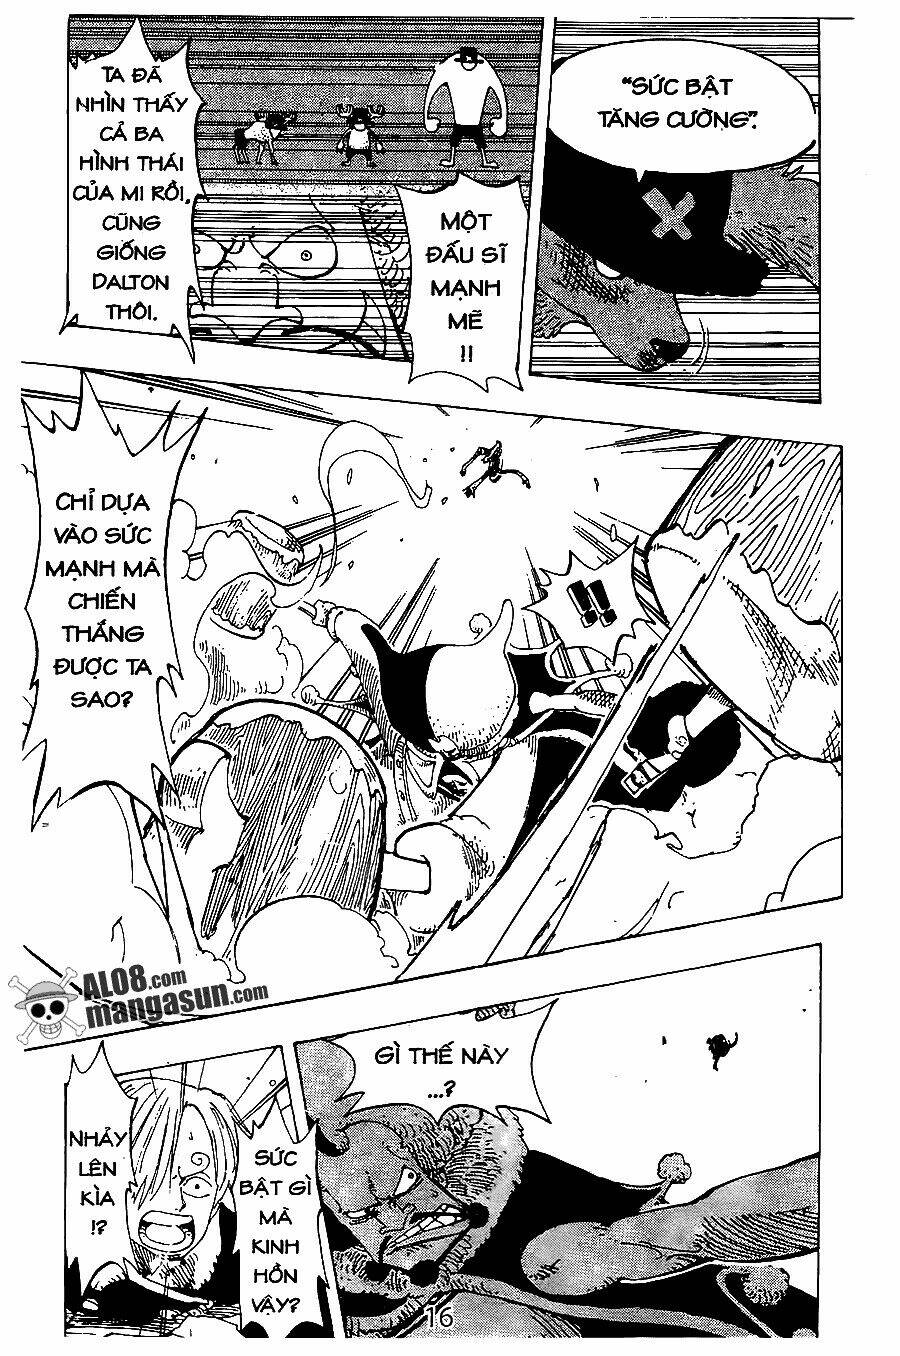 “SỨC BẬT
TĂNG CƯỜNG”.
TA ĐÃ
NHÌN THẤY
CẢ BA
HÌNH THÁI
CỦA MI RỒI,
CŨNG
GIỐNG
DALTON
THÔI.
MỘT
ĐẤU SĨ
MẠNH
MẼ
!!
!!
CHỈ DỰA
VÀO SỨC
MẠNH MÀ
CHIẾN
THẮNG
ĐƯỢC TA
SAO?
AL08.com
mangasun.com
GÌ THẾ NÀY
...?
SỨC
BẬT GÌ
MÀ
KINH
HỒN
VẬY?
NHẢY
LÊN
KÌA
!?
16